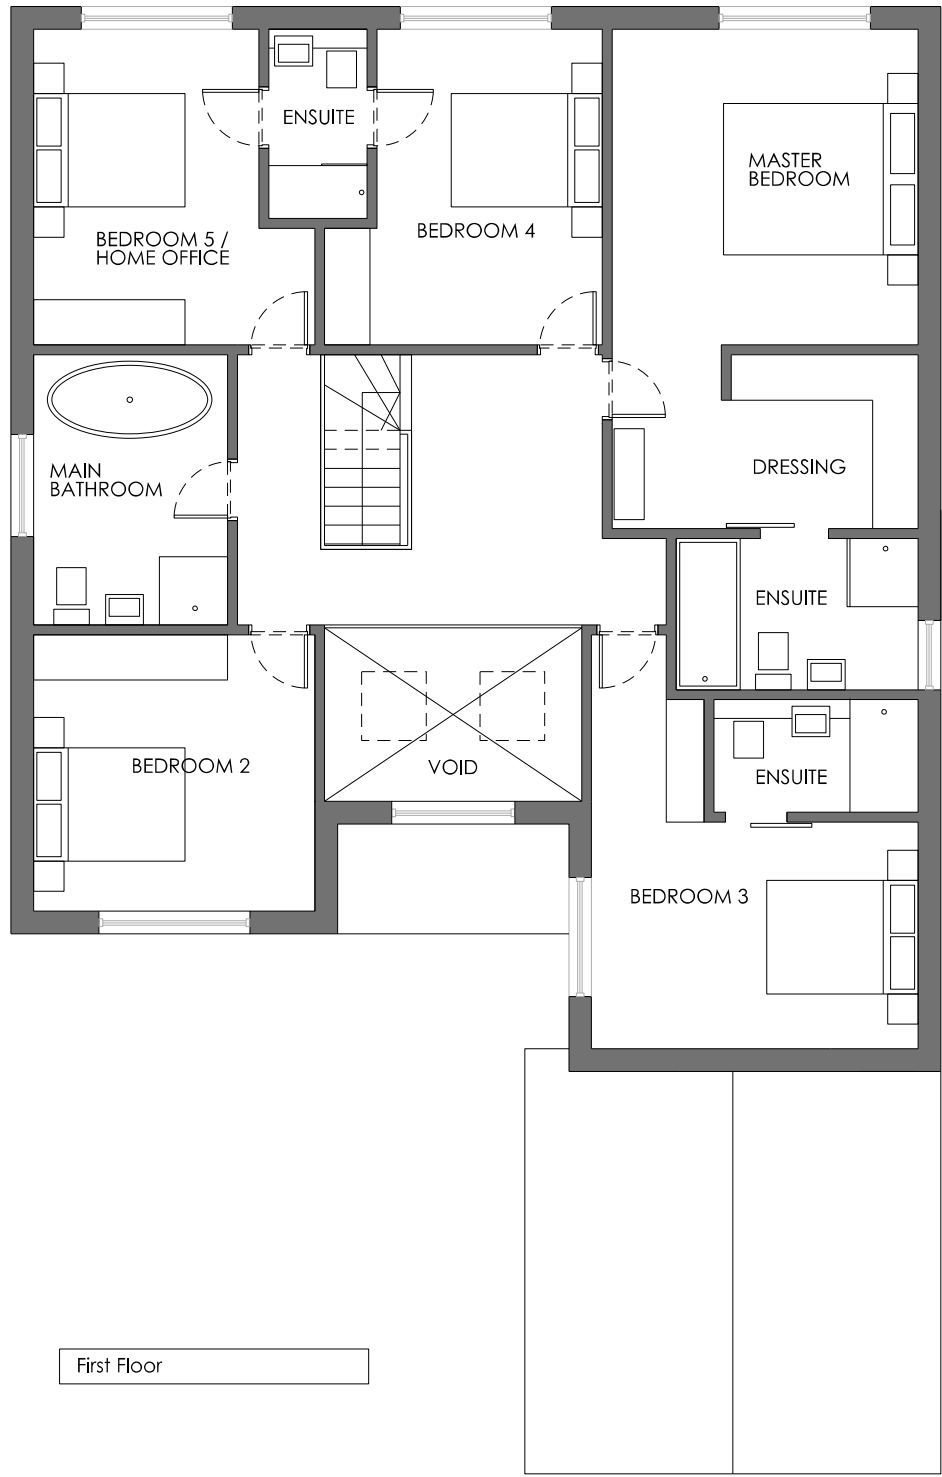 ENSUITE
MASTER
BEDROOM
BEDROOM 5 /
HOME OFFICE
BEDROOM 4
MAIN
BATHROOM
DRESSING
ENSUITE
BEDROOM 2
VOID
ENSUITE
BEDROOM 3
First Floor